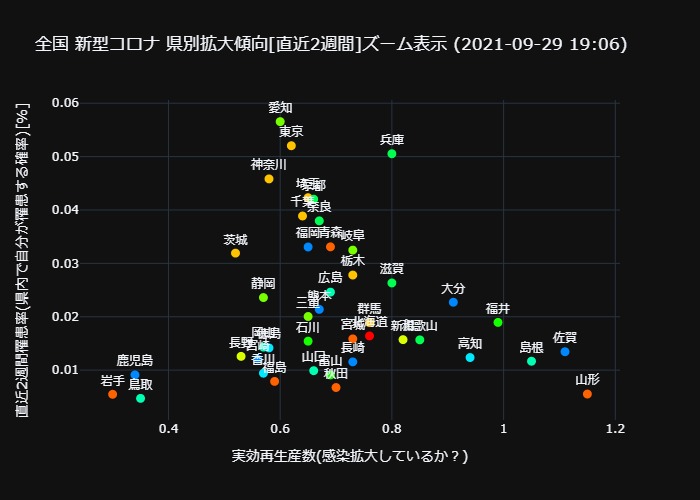 全国 新型コロナ 県別拡大傾向[直近2週間]ズーム表示 (2021-09-29 19:06)
直近2週間罹患率(県内で自分が罹患する確率)[%]
0.06
愛知
東京
兵庫
0.05
神奈川
京都
千葉
奈良
0.04
福岡
青森
岐阜
茨城
栃木
0.03
滋賀
広島
静岡
熊本
大分
三重
群馬
福井
0.02
北海道
宮城
新潟
和歌山
石川
長野
長崎
高知
島根
佐賀
香川
山口
富山
0.01
福島
鹿児島
秋田
岩手
鳥取
山形
0.4
0.6
0.8
1
1.2
実効再生産数(感染拡大しているか？)